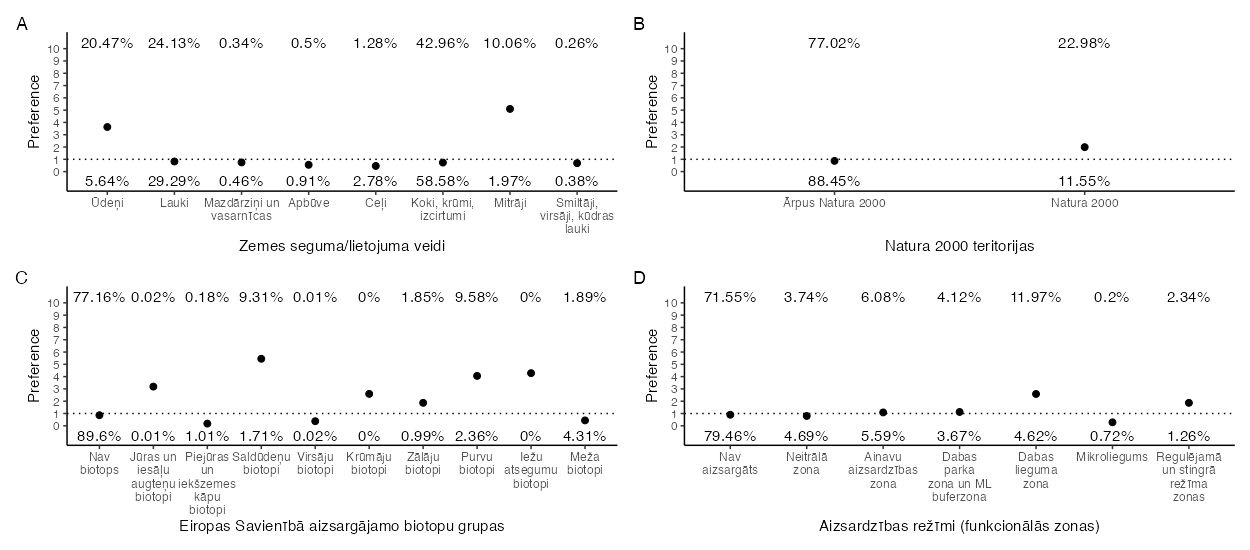 A
20.47% 24.13% 0.34% 0.5% 1.28% 42.96% 10.06% 0.26%
10
9
8
7
6
5
4
3
2
1
0
Preference
5.64% 29.29% 0.46% 0.91% 2.78% 58.58% 1.97% 0.38%
Ūdeņi Lauki Mazdārziņi un Apbūve Ceļi Koki, krūmi, Mitrāji Smiltāji,
vasarnīcas izcirtumi virsāji, kūdras
lauki
Zemes seguma/lietojuma veidi
B
77.02% 22.98%
10
9
8
7
6
5
4
3
2
1
0
Preference
88.45% 11.55%
Ārpus Natura 2000 Natura 2000
Natura 2000 teritorijas
C
77.16% 0.02% 0.18% 9.31% 0.01% 0% 1.85% 9.58% 0% 1.89%
10
9
8
7
6
5
4
3
2
1
0
Preference
89.6% 0.01% 1.01% 1.71% 0.02% 0% 0.99% 2.36% 0% 4.31%
Nav Jūras un Piejūras Saldūdeņu Virsāju Krūmāju Zālāju Purvu Iežu Meža
biotops iesāļu un biotopi biotopi biotopi biotopi biotopi atsegumu biotopi
augteņu iekšzemes biotopi
biotopi kāpu
biotopi
Eiropas Savienībā aizsargājamo biotopu grupas
D
71.55% 3.74% 6.08% 4.12% 11.97% 0.2% 2.34%
10
9
8
7
6
5
4
3
2
1
0
Preference
79.46% 4.69% 5.59% 3.67% 4.62% 0.72% 1.26%
Nav Neitrālā Ainavu Dabas Dabas Mikroliegums Regulējamā
aizsargāts zona aizsardzības parka lieguma un stingrā
zona zona un ML zona režīma
buferzona zonas
Aizsardzības režīmi (funkcionālās zonas)